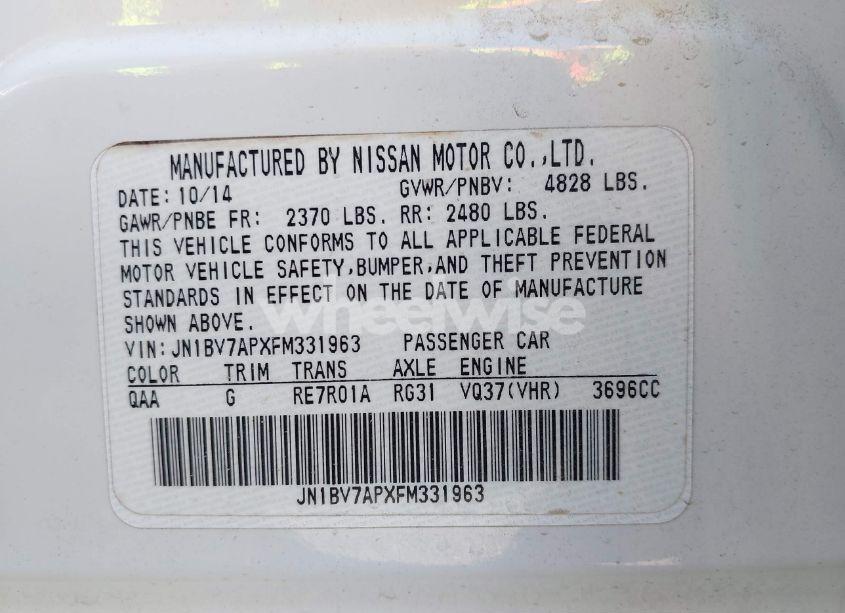 MANUFACTURED BY NISSAN MOTOR CO.,LTD.
DATE: 10/14 GVWR/PNBV: 4828 LBS.
GAWR/PNBE FR: 2370 LBS. RR: 2480 LBS.
THIS VEHICLE CONFORMS TO ALL APPLICABLE FEDERAL
MOTOR VEHICLE SAFETY,BUMPER,AND THEFT PREVENTION
STANDARDS IN EFFECT ON THE DATE OF MANUFACTURE
SHOWN ABOVE.
wheelwise
VIN: JN1BV7APXFM331963 PASSENGER CAR
COLOR TRIM TRANS AXLE ENGINE
QAA G RE7R01A RG31 VQ37(VHR) 3696CC
JN1BV7APXFM331963